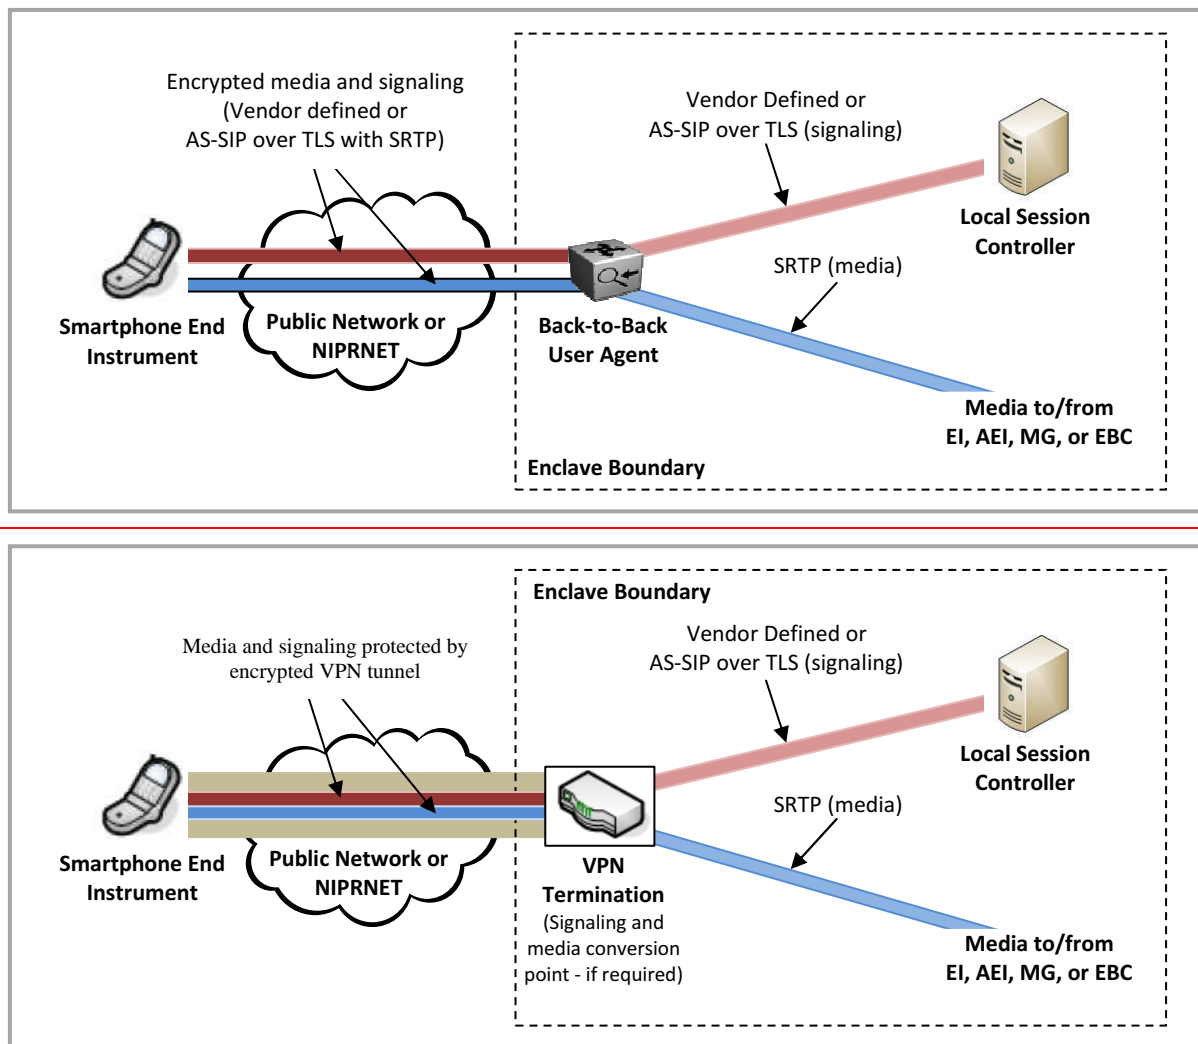 Encrypted media and signaling
(Vendor defined or
AS-SIP over TLS with SRTP)
Vendor Defined or
AS-SIP over TLS (signaling)
Local Session
Controller
SRTP (media)
Smartphone End
Instrument
Public Network or
NIPRNET
Back-to-Back
User Agent
Media to/from
EI, AEI, MG, or EBC
Enclave Boundary
Enclave Boundary
Media and signaling protected by
encrypted VPN tunnel
Vendor Defined or
AS-SIP over TLS (signaling)
Local Session
Controller
SRTP (media)
Smartphone End
Instrument
Public Network or
NIPRNET
VPN
Termination
(Signaling and
media conversion
point - if required)
Media to/from
EI, AEI, MG, or EBC